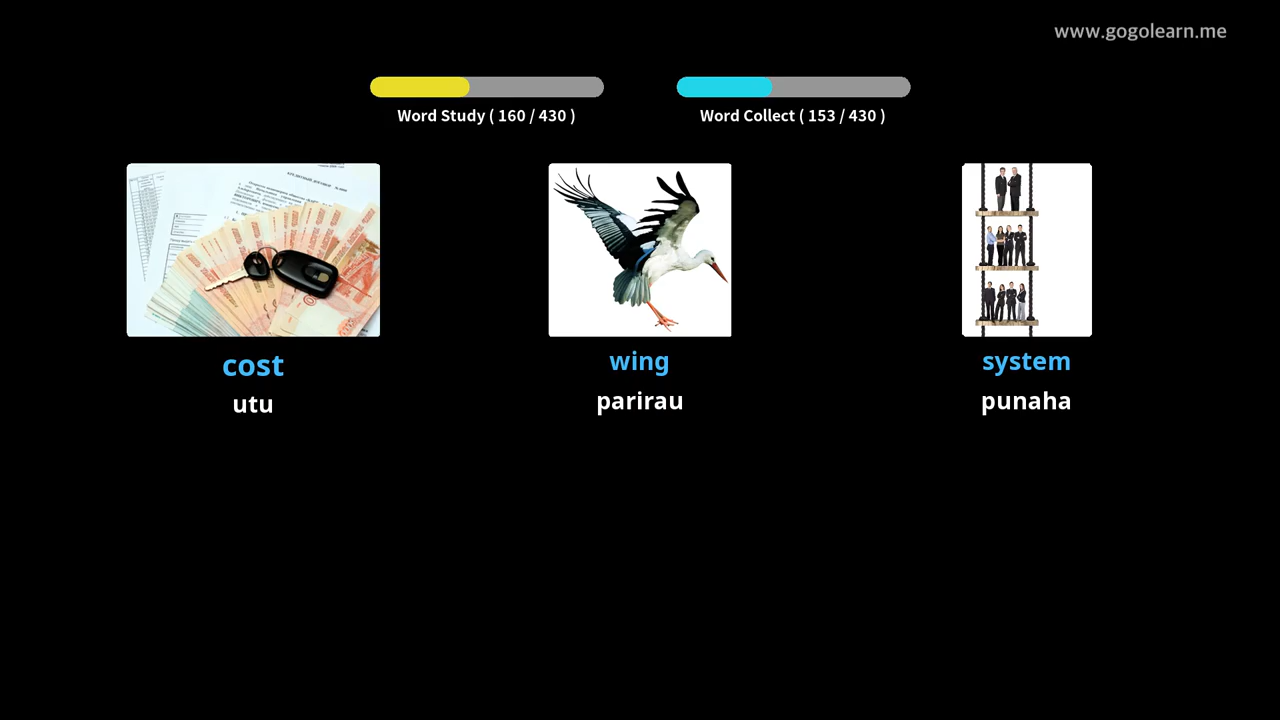 www.gogolearn.me
Word Study ( 160 / 430 )
Word Collect ( 153 / 430 )
cost
utu
wing
parirau
system
punaha